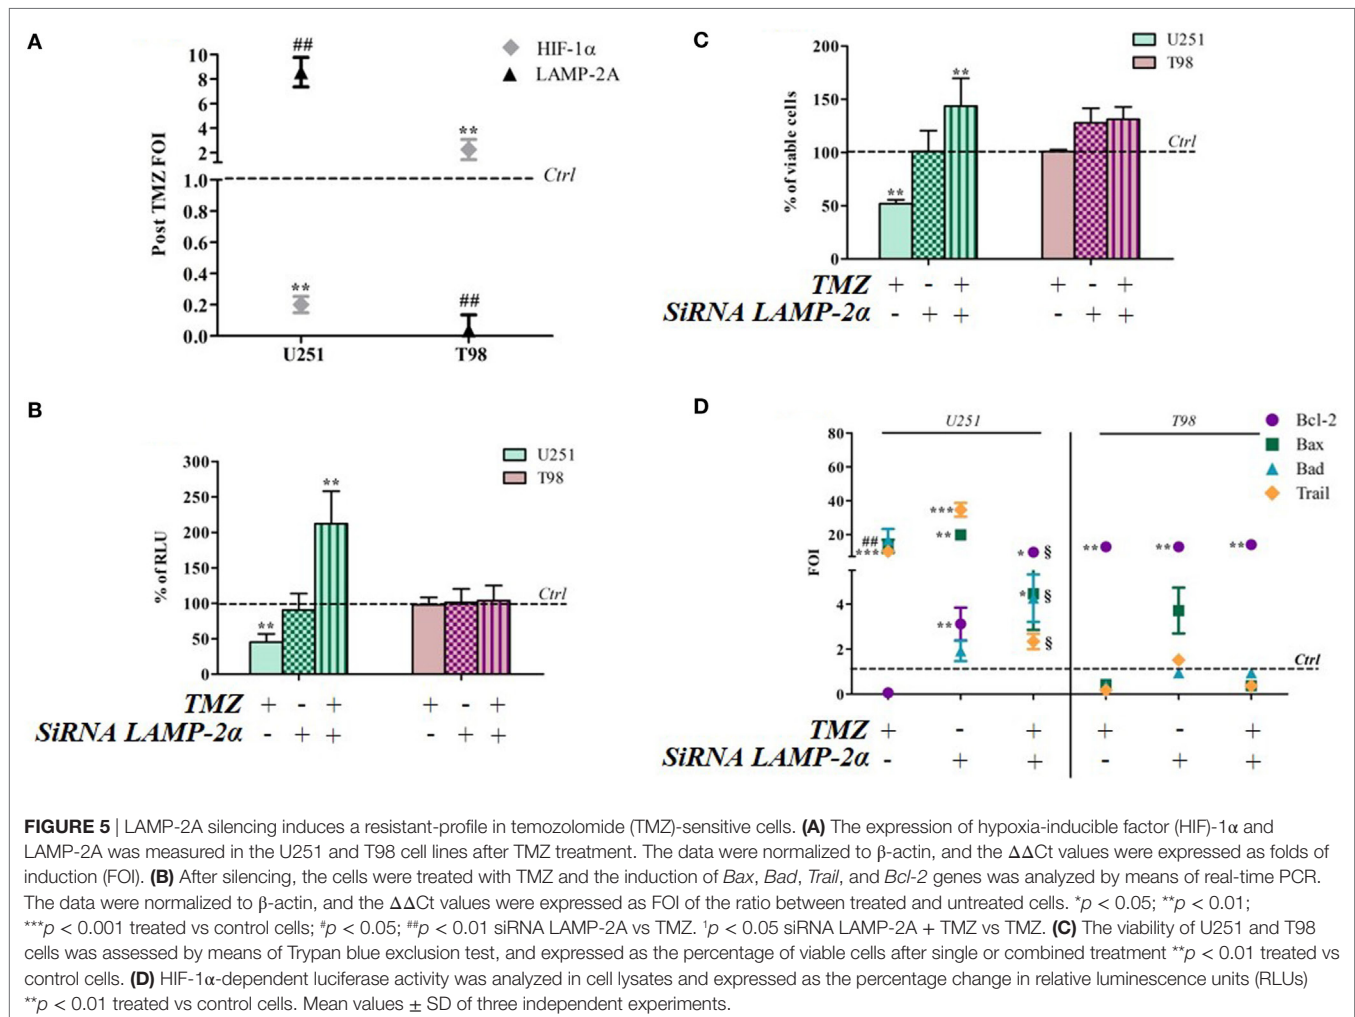 A
10
8
6
4
2
1.0
0.8
0.6
0.4
0.2
0.0
Post TMZ FOI
##
**
**
##
HIF-1α
LAMP-2A
Ctrl
U251
T98
B
300
250
200
150
100
50
0
% of RLU
**
**
U251
T98
Ctrl
TMZ + - + + - +
SiRNA LAMP-2α - + + - + +
C
200
150
100
50
0
% of viable cells
**
**
U251
T98
Ctrl
TMZ + - + + - +
SiRNA LAMP-2α - + + - + +
D
U251
T98
Bcl-2
Bax
Bad
Trail
80
60
40
20
4
2
0
FOI
##
***
***
**
**
* §
* §
§
**
**
**
Ctrl
TMZ + - + + - +
SiRNA LAMP-2α - + + - + +
FIGURE 5 | LAMP-2A silencing induces a resistant-profile in temozolomide (TMZ)-sensitive cells. (A) The expression of hypoxia-inducible factor (HIF)-1α and
LAMP-2A was measured in the U251 and T98 cell lines after TMZ treatment. The data were normalized to β-actin, and the ΔΔCt values were expressed as folds of
induction (FOI). (B) After silencing, the cells were treated with TMZ and the induction of Bax, Bad, Trail, and Bcl-2 genes was analyzed by means of real-time PCR.
The data were normalized to β-actin, and the ΔΔCt values were expressed as FOI of the ratio between treated and untreated cells. *p < 0.05; **p < 0.01;
***p < 0.001 treated vs control cells; #p < 0.05; ##p < 0.01 siRNA LAMP-2A vs TMZ. ¹p < 0.05 siRNA LAMP-2A + TMZ vs TMZ. (C) The viability of U251 and T98
cells was assessed by means of Trypan blue exclusion test, and expressed as the percentage of viable cells after single or combined treatment **p < 0.01 treated vs
control cells. (D) HIF-1α-dependent luciferase activity was analyzed in cell lysates and expressed as the percentage change in relative luminescence units (RLUs)
**p < 0.01 treated vs control cells. Mean values ± SD of three independent experiments.